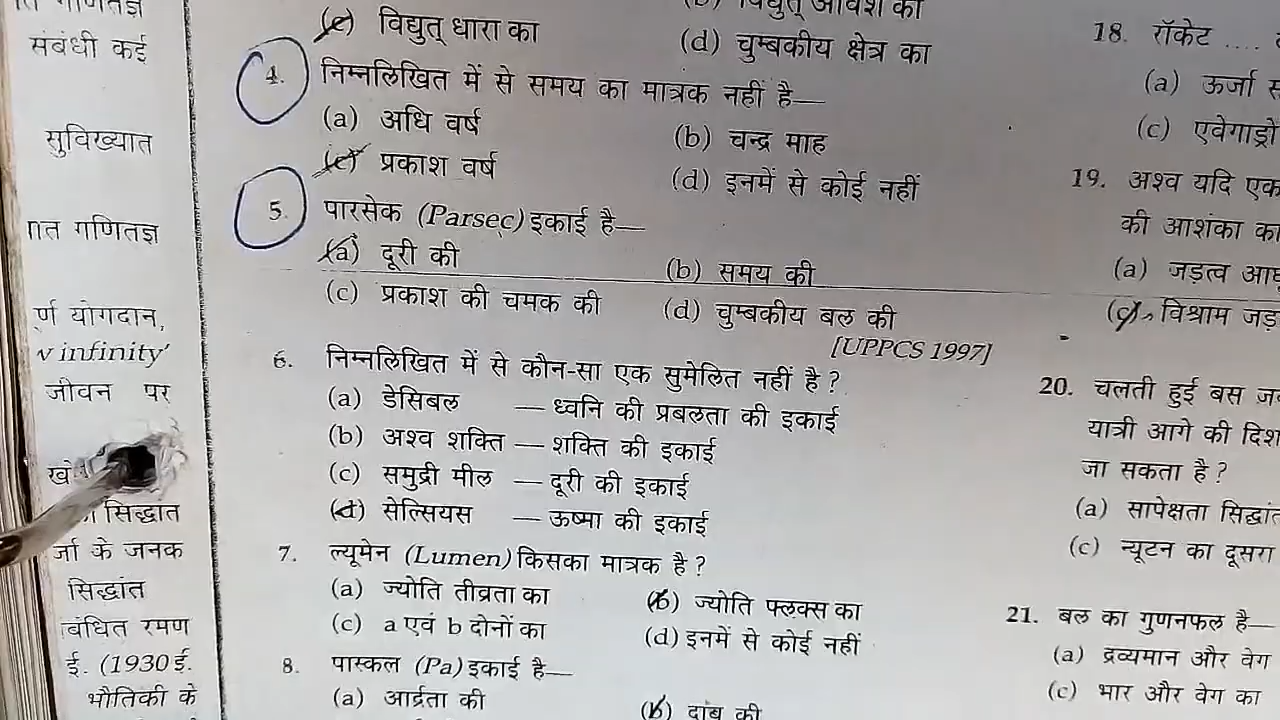 संबंधी कई
सुविख्यात
गणितज्ञ
योगदान,
infinity'
जीवन पर
सिद्धांत
के जनक
सिद्धांत
रमण
ई. (1930ई.
भौतिकी के
(c) विद्युत् धारा का
(d) चुम्बकीय क्षेत्र का
4. निम्नलिखित में से समय का मात्रक नहीं है—
(a) अधि वर्ष
(b) चन्द्र माह
(c) प्रकाश वर्ष
(d) इनमें से कोई नहीं
5. पारसेक (Parsec) इकाई है—
(a) दूरी की
(b) समय की
(c) प्रकाश की चमक की
(d) चुम्बकीय बल की
[UPPCS 1997]
6. निम्नलिखित में से कौन-सा एक सुमेलित नहीं है ?
(a) डेसिबल — ध्वनि की प्रबलता की इकाई
(b) अश्व शक्ति — शक्ति की इकाई
(c) समुद्री मील — दूरी की इकाई
(d) सेल्सियस — ऊष्मा की इकाई
7. ल्यूमेन (Lumen) किसका मात्रक है ?
(a) ज्योति तीव्रता का
(b) ज्योति फ्लक्स का
(c) a एवं b दोनों का
(d) इनमें से कोई नहीं
8. पास्कल (Pa) इकाई है—
(a) आर्द्रता की
(b) दाब की
18. रॉकेट ....
(a) ऊर्जा
(c) एवेगाड्रो
19. अश्व यदि एक
की आशंका का
(a) जड़त्व
विश्राम जड़
20. चलती हुई बस
यात्री आगे की
जा सकता है ?
(a) सापेक्षता
(c) न्यूटन का दूसरा
21. बल का गुणनफल है—
(a) द्रव्यमान और वेग
(c) भार और वेग का